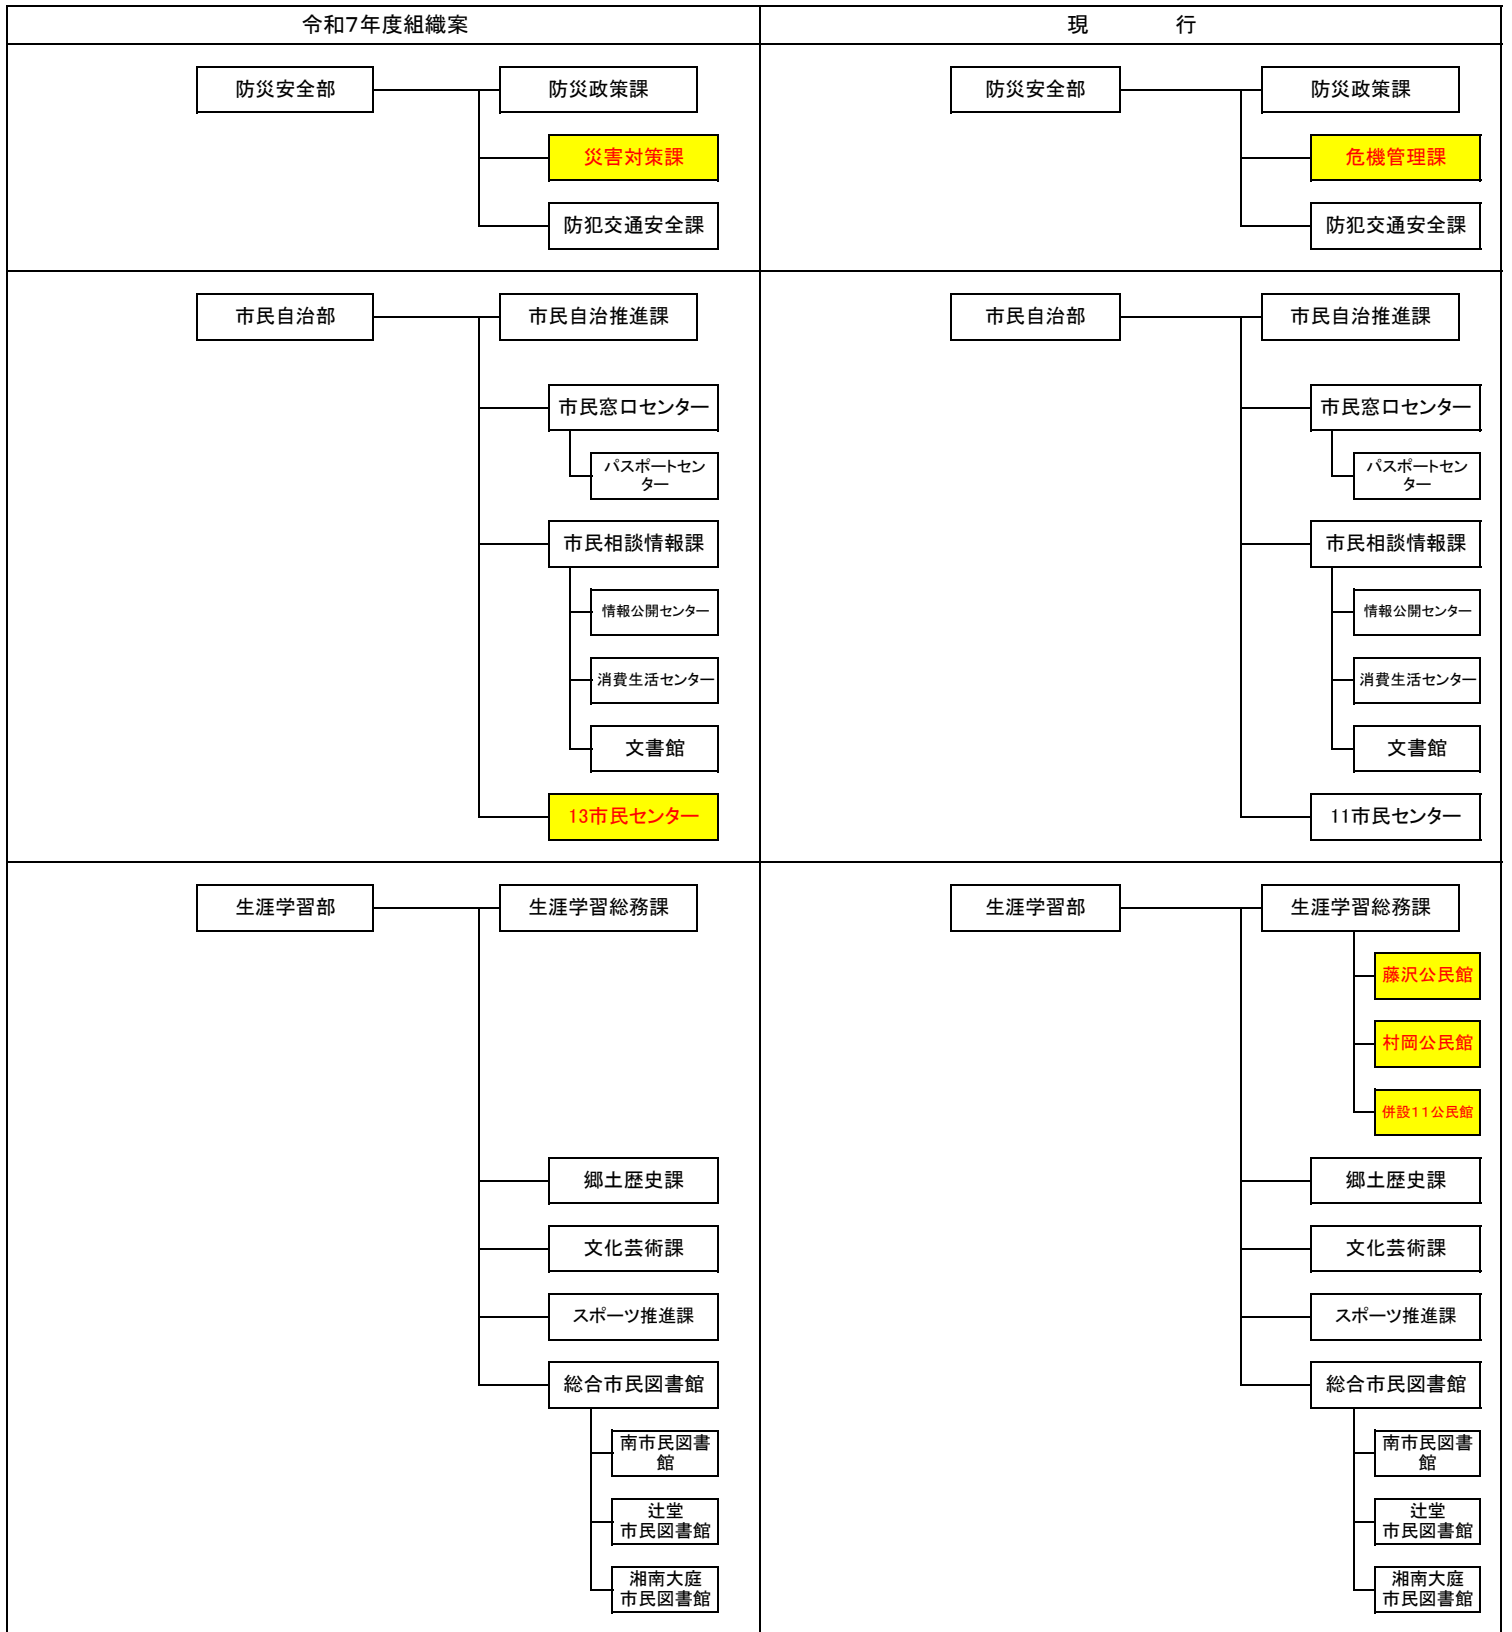 令和7年度組織案
現　行
防災安全部
防災政策課
災害対策課
防犯交通安全課
防災安全部
防災政策課
危機管理課
防犯交通安全課
市民自治部
市民自治推進課
市民窓口センター
パスポートセン
ター
市民相談情報課
情報公開センター
消費生活センター
文書館
13市民センター
市民自治部
市民自治推進課
市民窓口センター
パスポートセン
ター
市民相談情報課
情報公開センター
消費生活センター
文書館
11市民センター
生涯学習部
生涯学習総務課
郷土歴史課
文化芸術課
スポーツ推進課
総合市民図書館
南市民図書
館
辻堂
市民図書館
湘南大庭
市民図書館
生涯学習部
生涯学習総務課
藤沢公民館
村岡公民館
併設11公民館
郷土歴史課
文化芸術課
スポーツ推進課
総合市民図書館
南市民図書
館
辻堂
市民図書館
湘南大庭
市民図書館